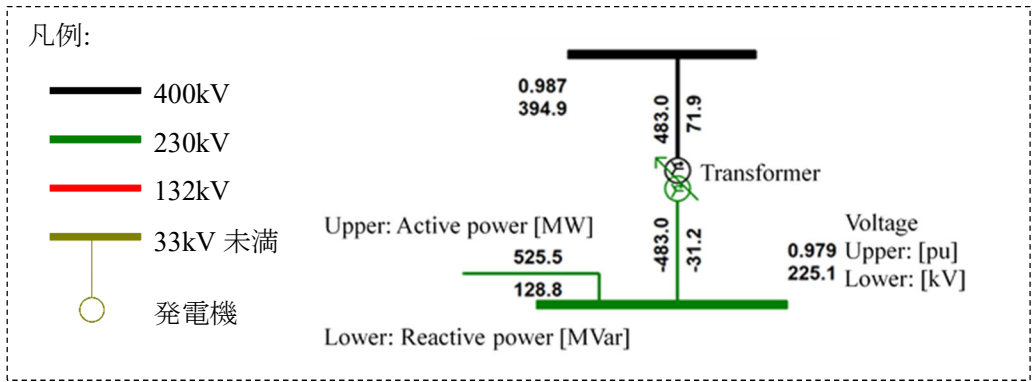 凡例:
400kV
230kV
132kV
33kV 未満
発電機
0.987
394.9
483.0
71.9
Transformer
-483.0
-31.2
Upper: Active power [MW]
525.5
128.8
Lower: Reactive power [MVar]
Voltage
0.979 Upper: [pu]
225.1 Lower: [kV]